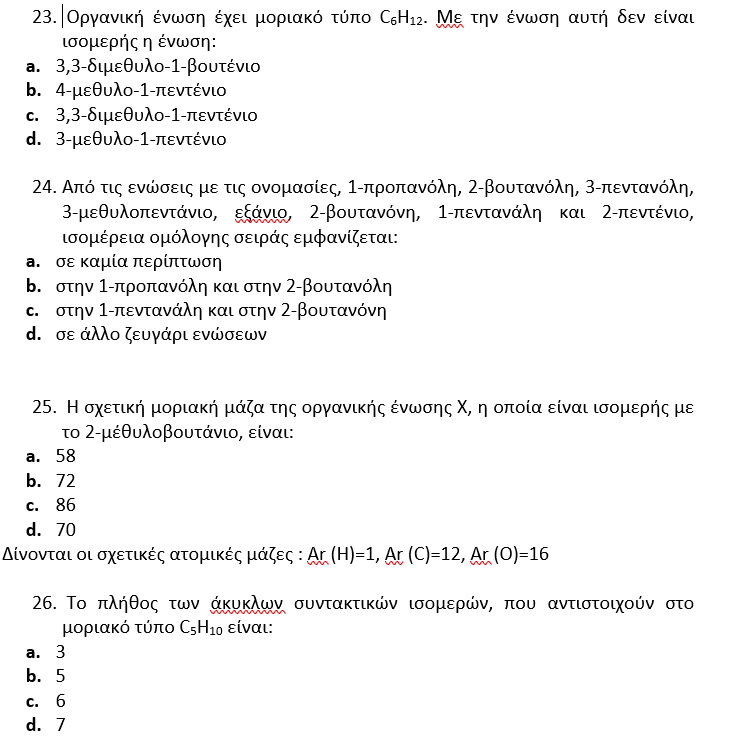 23. Οργανική ένωση έχει μοριακό τύπο C₆H₁₂. Με την ένωση αυτή δεν είναι
ισομερής η ένωση:
a. 3,3-διμεθυλο-1-βουτένιο
b. 4-μεθυλο-1-πεντένιο
c. 3,3-διμεθυλο-1-πεντένιο
d. 3-μεθυλο-1-πεντένιο
24. Από τις ενώσεις με τις ονομασίες, 1-προπανόλη, 2-βουτανόλη, 3-πεντανόλη,
3-μεθυλοπεντάνιο, εξάνιο, 2-βουτανόνη, 1-πεντανάλη και 2-πεντένιο,
ισομέρεια ομόλογης σειράς εμφανίζεται:
a. σε καμία περίπτωση
b. στην 1-προπανόλη και στην 2-βουτανόλη
c. στην 1-πεντανάλη και στην 2-βουτανόνη
d. σε άλλο ζευγάρι ενώσεων
25. Η σχετική μοριακή μάζα της οργανικής ένωσης Χ, η οποία είναι ισομερής με
το 2-μέθυλοβουτάνιο, είναι:
a. 58
b. 72
c. 86
d. 70
Δίνονται οι σχετικές ατομικές μάζες : Ar (H)=1, Ar (C)=12, Ar (O)=16
26. Το πλήθος των άκυκλων συντακτικών ισομερών, που αντιστοιχούν στο
μοριακό τύπο C₅H₁₀ είναι:
a. 3
b. 5
c. 6
d. 7